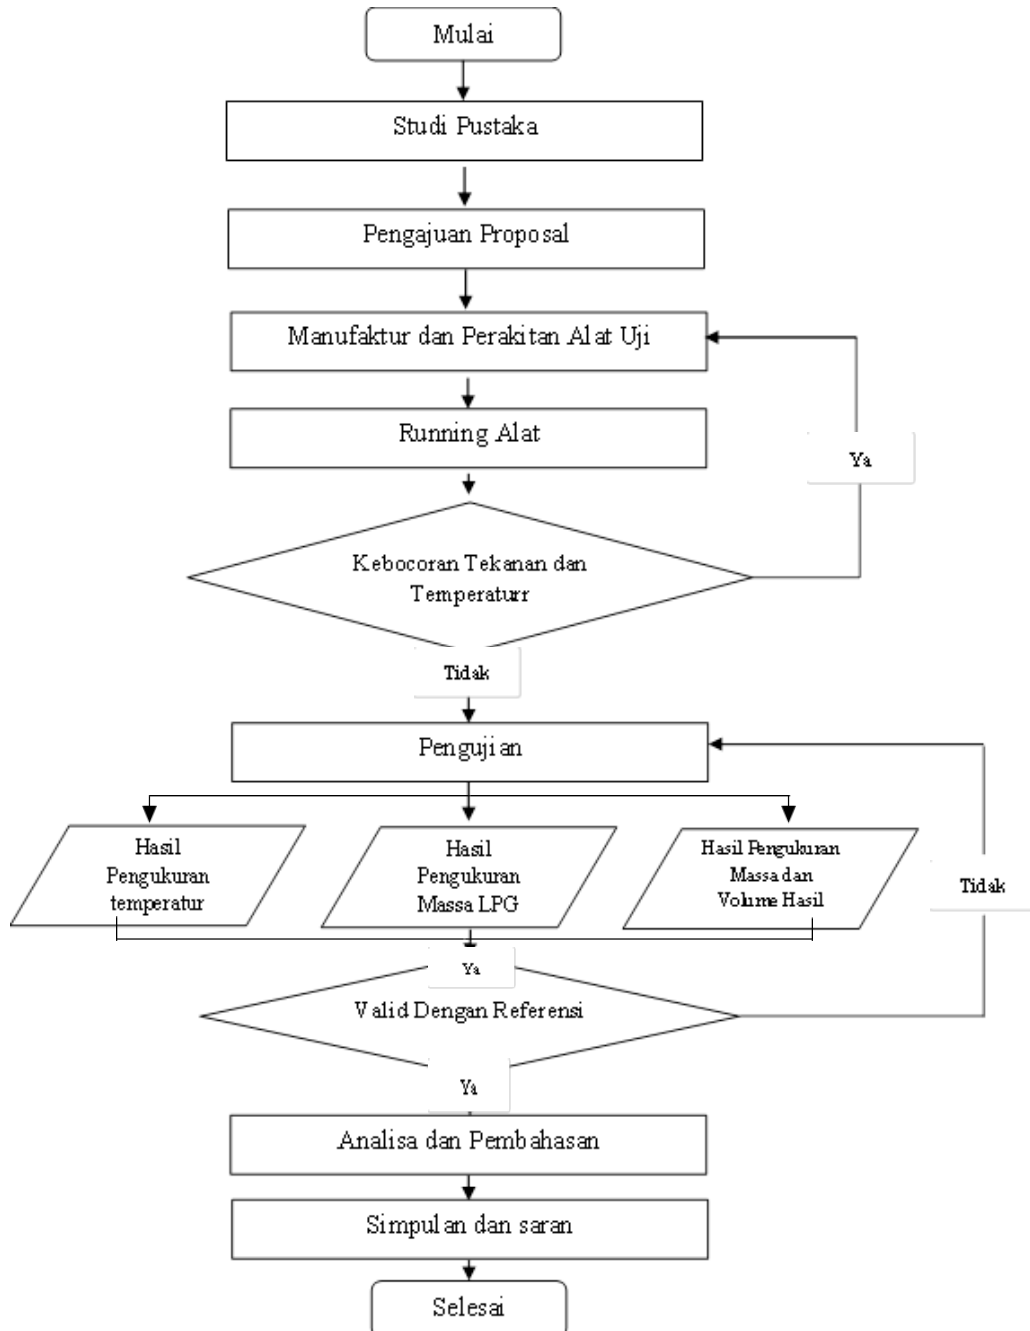 Mulai
Studi Pustaka
Pengajuan Proposal
Manufaktur dan Perakitan Alat Uji
Running Alat
Ya
Kebocoran Tekanan dan
Temperaturr
Tidak
Pengujian
Hasil
Pengukuran
temperatur
Hasil
Pengukuran
Massa LPG
Hasil Pengukuran
Massa dan
Volume Hasil
Tidak
Ya
Valid Dengan Referensi
Ya
Analisa dan Pembahasan
Simpulan dan saran
Selesai